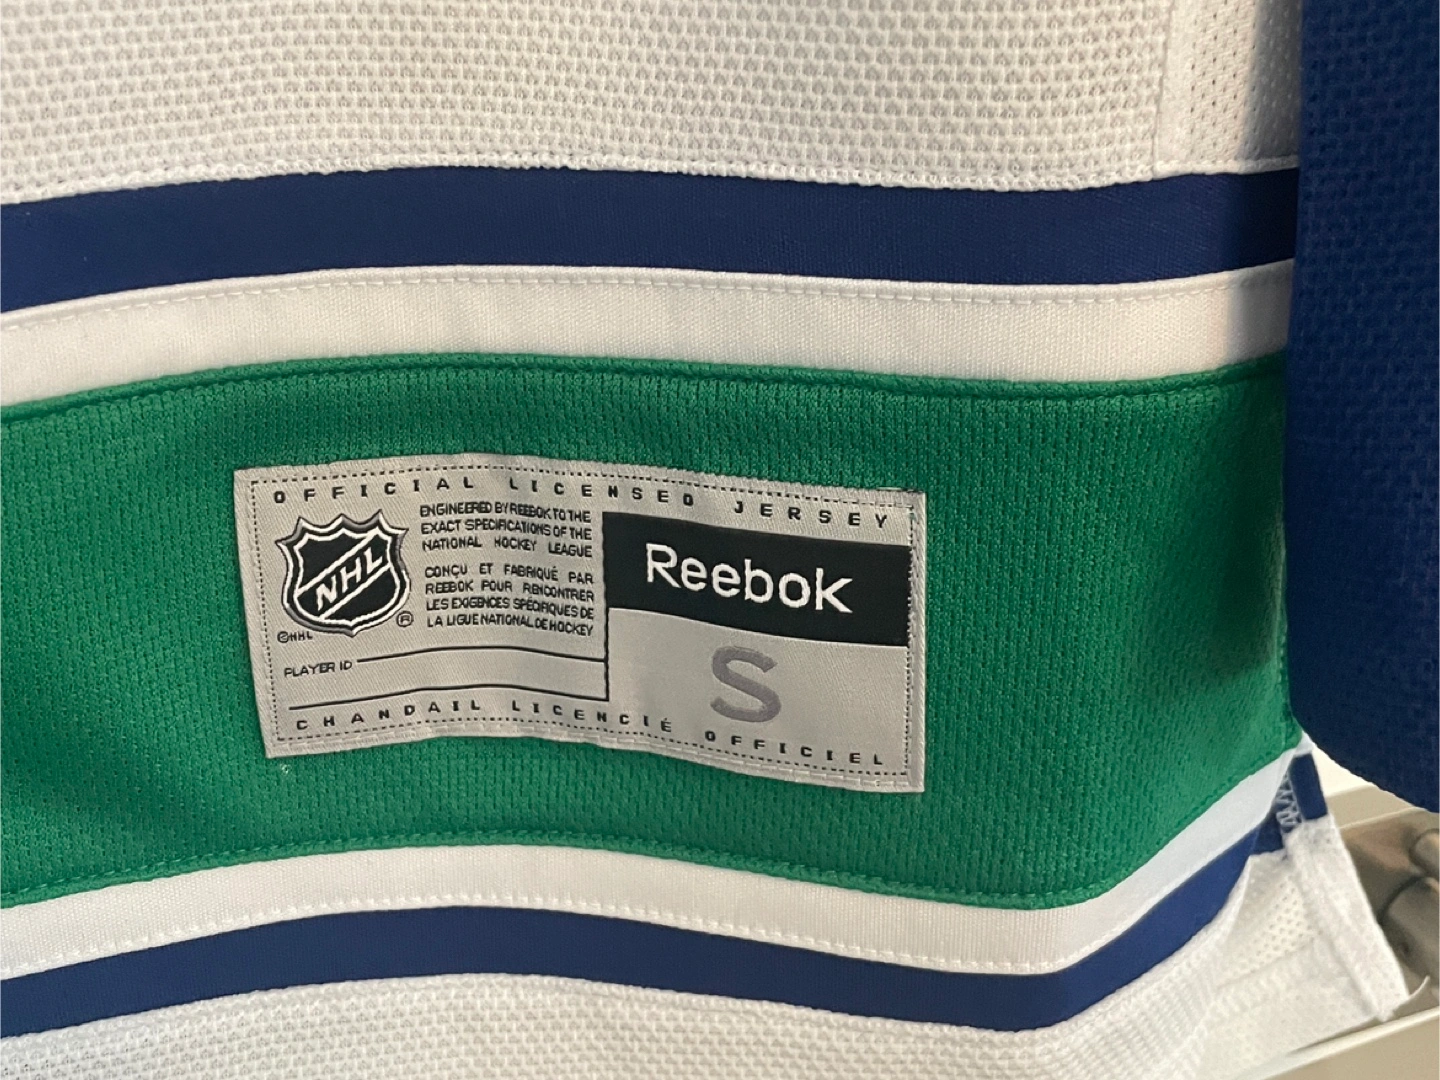 OFFICIAL LICENSED JERSEY
NHL
®
©NHL
ENGINEERED BY REEBOK TO THE
EXACT SPECIFICATIONS OF THE
NATIONAL HOCKEY LEAGUE
CONÇU ET FABRIQUÉ PAR
REEBOK POUR RENCONTRER
LES EXIGENCES SPÉCIFIQUES DE
LA LIGUE NATIONAL DE HOCKEY
PLAYER ID
Reebok
S
CHANDAIL LICENCIÉ OFFICIEL